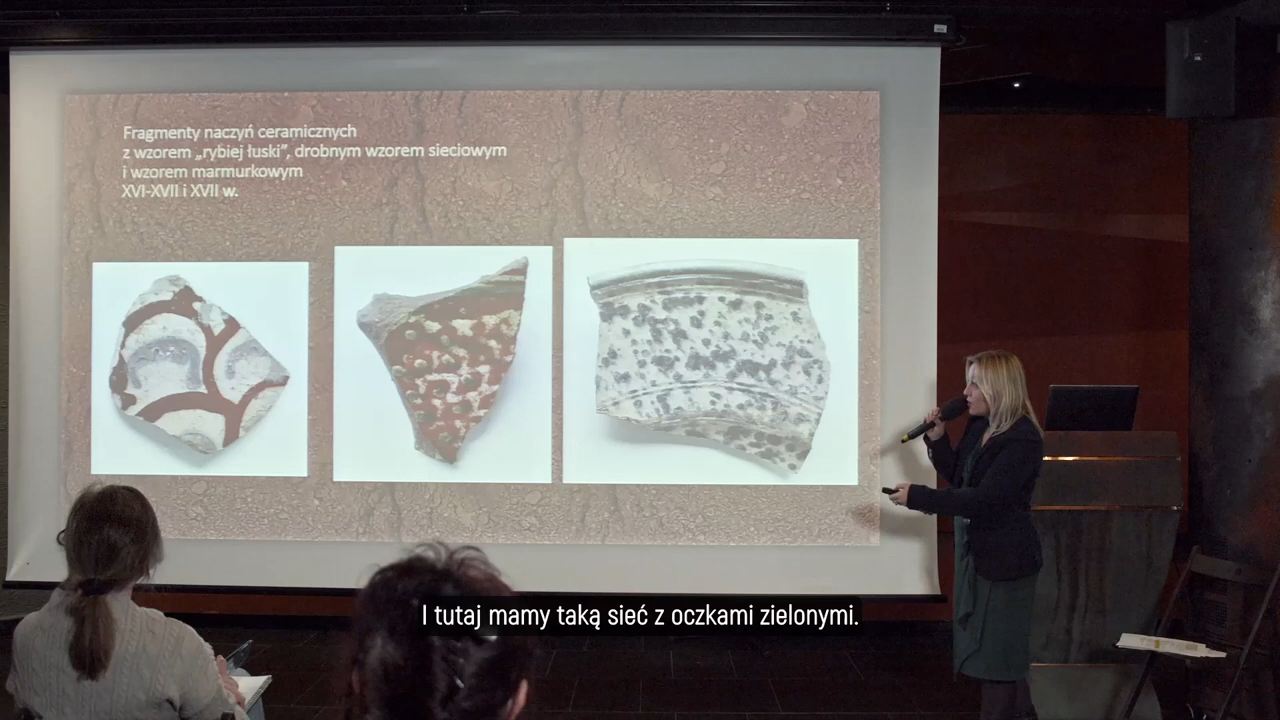 Fragmenty naczyń ceramicznych
z wzorem „rybiej łuski”, drobnym wzorem sieciowym
i wzorem marmurkowym
XVI-XVII i XVII w.
I tutaj mamy taką sieć z oczkami zielonymi.